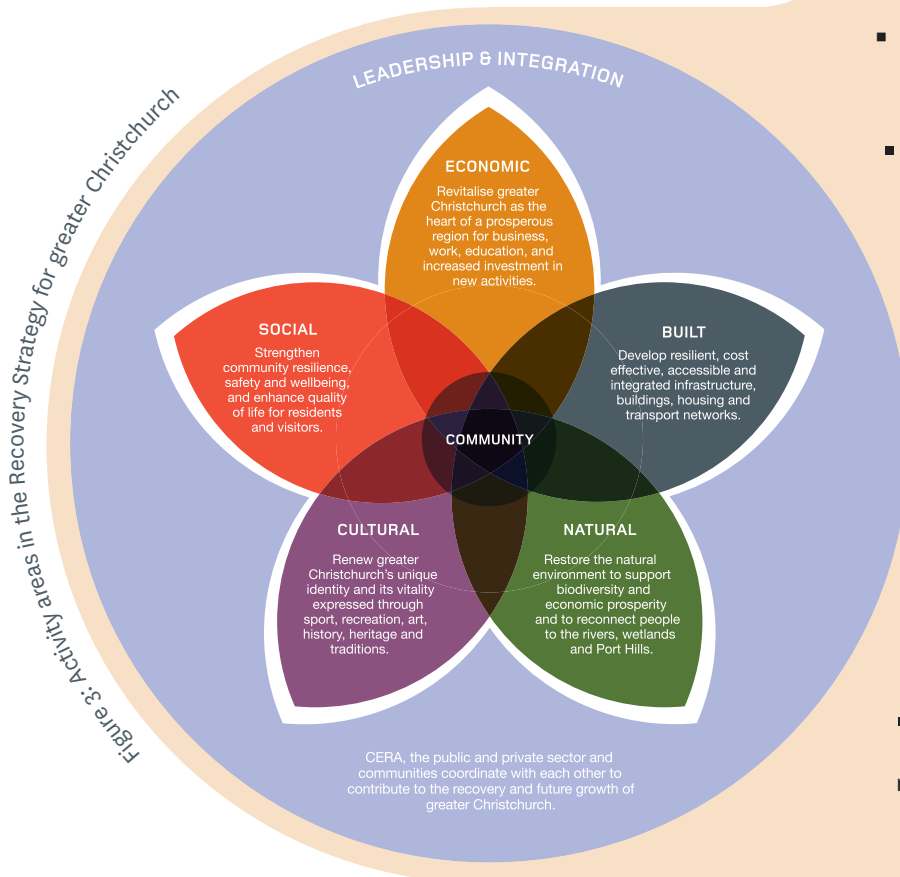 Figure 3: Activity areas in the Recovery Strategy for greater Christchurch
LEADERSHIP & INTEGRATION
ECONOMIC
Revitalise greater
Christchurch as the
heart of a prosperous
region for business,
work, education, and
increased investment in
new activities.
SOCIAL
Strengthen
community resilience,
safety and wellbeing,
and enhance quality
of life for residents
and visitors.
BUILT
Develop resilient, cost
effective, accessible and
integrated infrastructure,
buildings, housing and
transport networks.
COMMUNITY
CULTURAL
Renew greater
Christchurch's unique
identity and its vitality
expressed through
sport, recreation, art,
history, heritage and
traditions.
NATURAL
Restore the natural
environment to support
biodiversity and
economic prosperity
and to reconnect people
to the rivers, wetlands
and Port Hills.
CERA, the public and private sector and
communities coordinate with each other to
contribute to the recovery and future growth of
greater Christchurch.